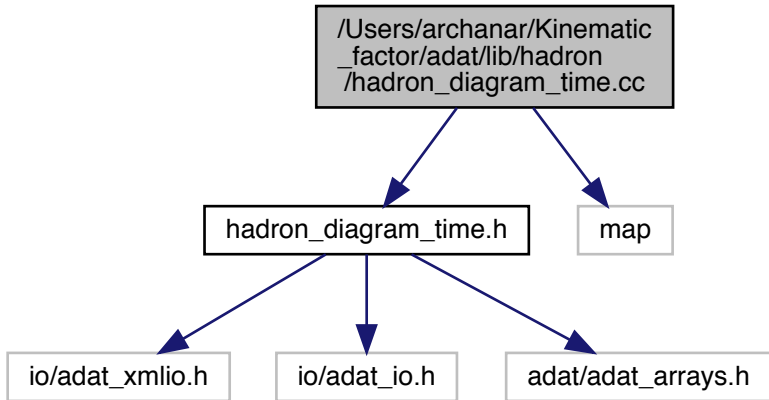 /Users/archanar/Kinematic
_factor/adat/lib/hadron
/hadron_diagram_time.cc
hadron_diagram_time.h
map
io/adat_xmlio.h
io/adat_io.h
adat/adat_arrays.h